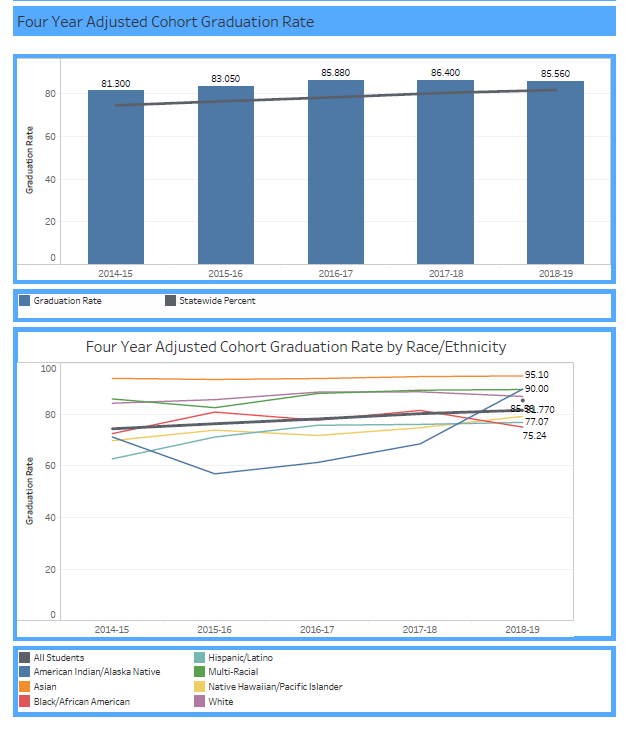 Four Year Adjusted Cohort Graduation Rate
81.300
83.050
85.880
86.400
85.560
Graduation Rate
80
60
40
20
0
2014-15
2015-16
2016-17
2017-18
2018-19
Graduation Rate
Statewide Percent
Four Year Adjusted Cohort Graduation Rate by Race/Ethnicity
100
80
60
40
20
0
Graduation Rate
95.10
90.00
81.770
77.07
75.24
2014-15
2015-16
2016-17
2017-18
2018-19
All Students
Hispanic/Latino
American Indian/Alaska Native
Multi-Racial
Asian
Native Hawaiian/Pacific Islander
Black/African American
White